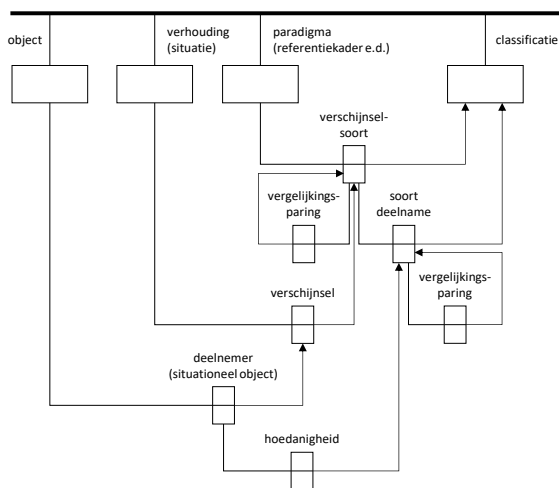 object
verhouding
(situatie)
paradigma
(referentiekader e.d.)
classificatie
verschijnsel-
soort
vergelijkings-
paring
soort
deelname
verschijnsel
vergelijkings-
paring
deelnemer
(situationeel object)
hoedanigheid